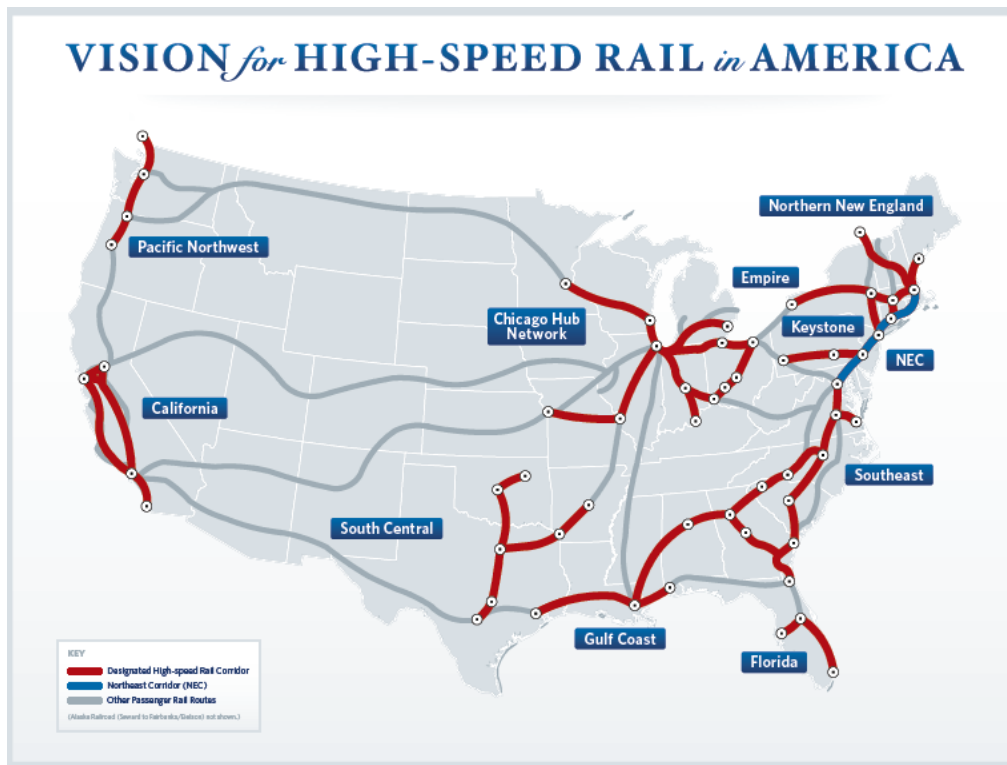 VISION for HIGH-SPEED RAIL in AMERICA
Northern New England
Pacific Northwest
Empire
Chicago Hub
Network
Keystone
NEC
California
Southeast
South Central
Gulf Coast
Florida
KEY
Designated High-speed Rail Corridor
Northeast Corridor (NEC)
Other Passenger Rail Routes
(Alaska Railroad (Seward to Fairbanks/Eielson) not shown.)